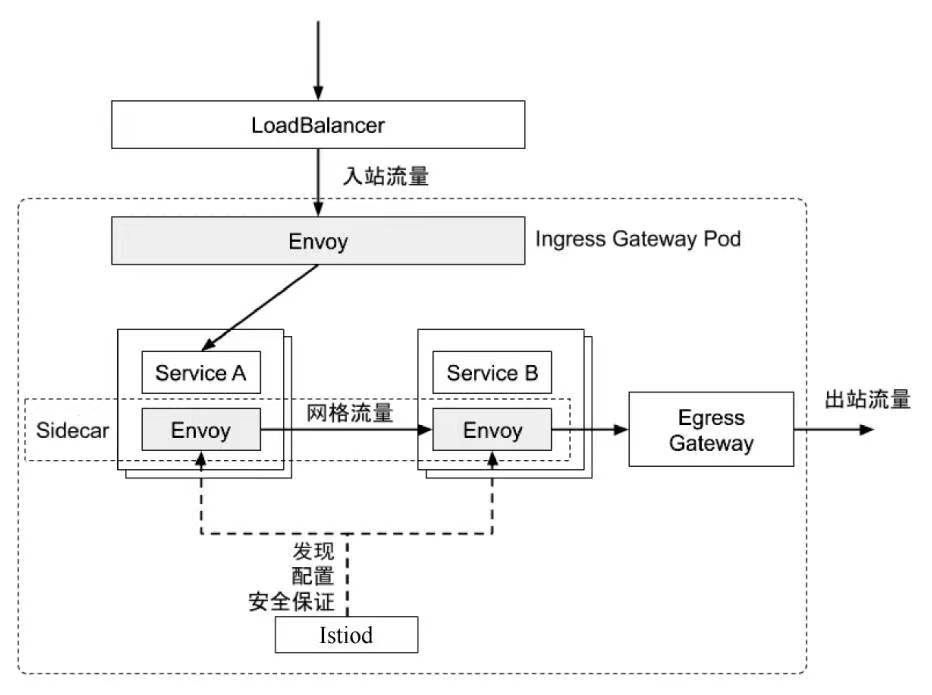 LoadBalancer
入站流量
Envoy
Ingress Gateway Pod
Service A
Service B
Sidecar
Envoy
网格流量
Envoy
Egress
Gateway
出站流量
发现
配置
安全保证
Istiod